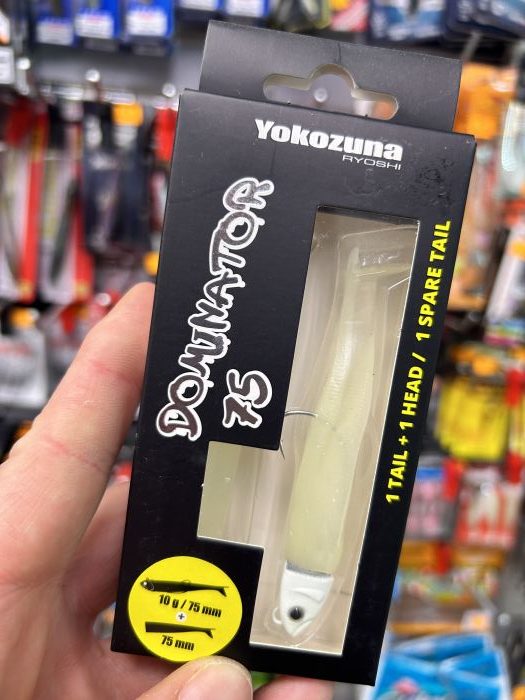 Yokozuna
RYOSHI
DOMINATOR
75
1 TAIL + 1 HEAD / 1 SPARE TAIL
10 g / 75 mm
+
75 mm